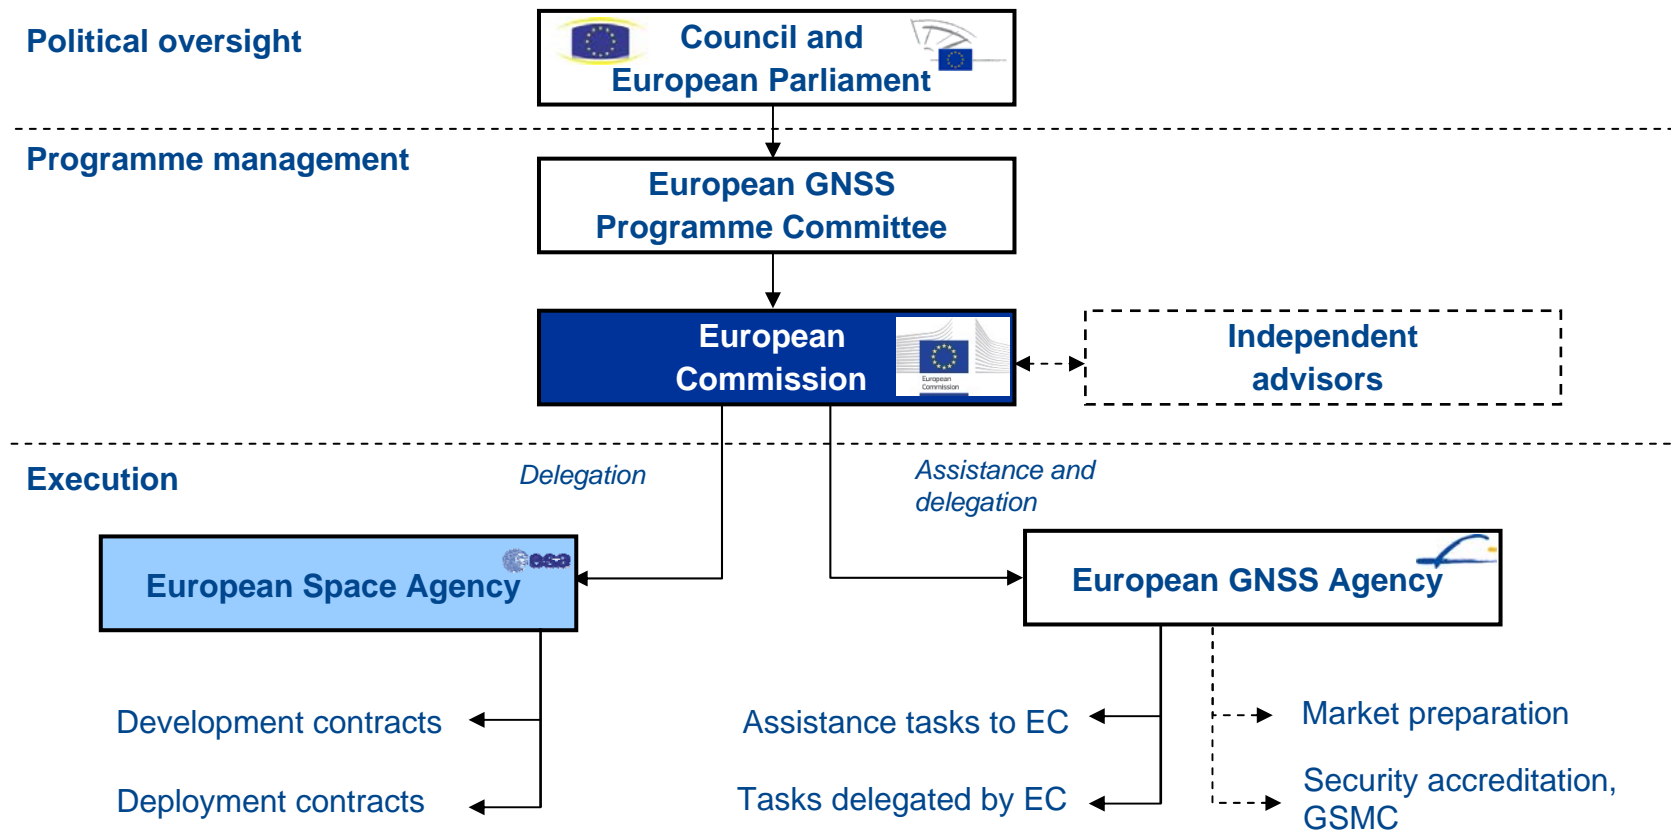 Political oversight
Council and
European Parliament
Programme management
European GNSS
Programme Committee
European
Commission
European
Commission
Independent
advisors
Execution
Delegation
Assistance and
delegation
esa
European Space Agency
European GNSS Agency
Development contracts
Deployment contracts
Assistance tasks to EC
Tasks delegated by EC
Market preparation
Security accreditation,
GSMC